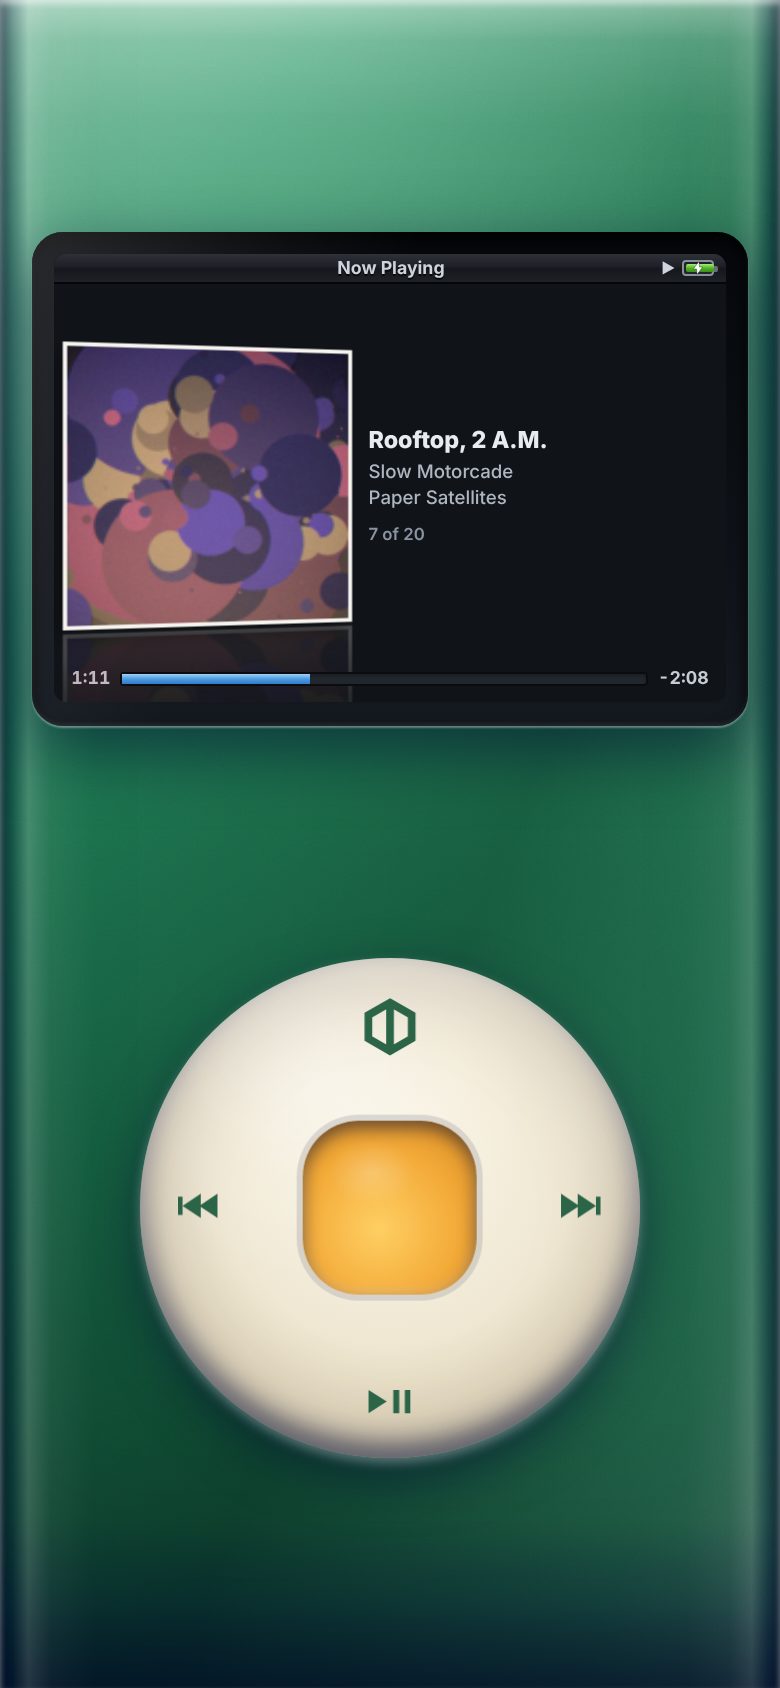 Now Playing
Rooftop, 2 A.M.
Slow Motorcade
Paper Satellites
7 of 20
1:11
-2:08